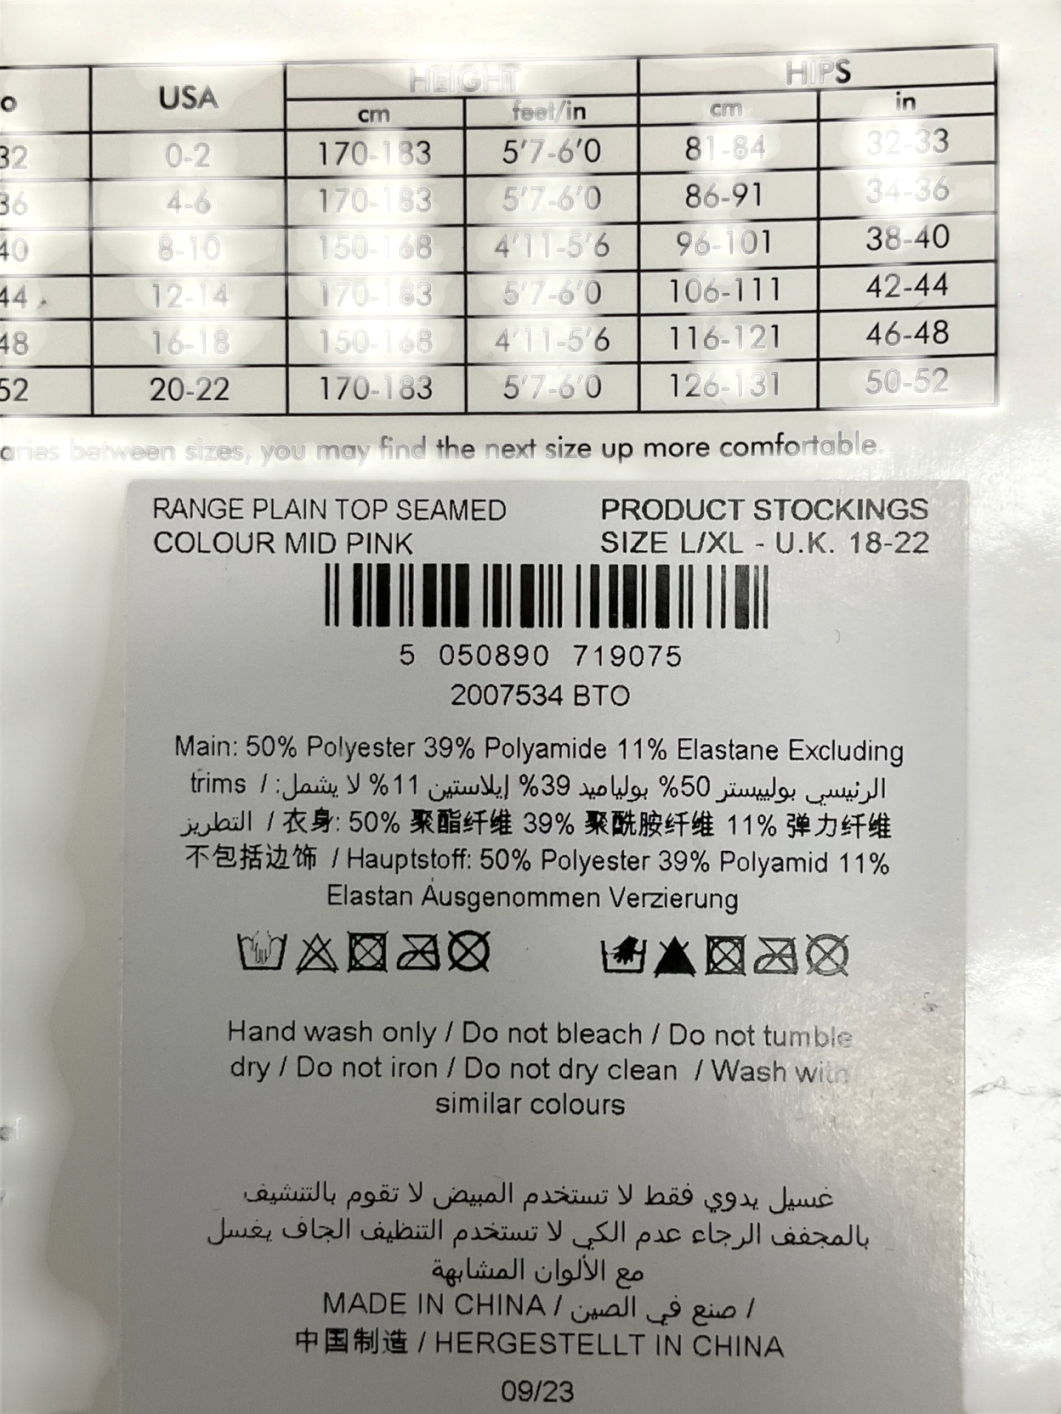 o USA HEIGHT HIPS
cm feet/in cm in
32 0-2 170-183 5'7-6'0 81-84 32-33
36 4-6 170-183 5'7-6'0 86-91 34-36
40 8-10 150-168 4'11-5'6 96-101 38-40
44 12-14 170-183 5'7-6'0 106-111 42-44
48 16-18 150-168 4'11-5'6 116-121 46-48
52 20-22 170-183 5'7-6'0 126-131 50-52
aries between sizes, you may find the next size up more comfortable.
RANGE PLAIN TOP SEAMED PRODUCT STOCKINGS
COLOUR MID PINK SIZE L/XL - U.K. 18-22
5 050890 719075
2007534 BTO
Main: 50% Polyester 39% Polyamide 11% Elastane Excluding
trims / الرئيسي بوليستر 50% بولياميد 39% إيلاستين 11% لا يشمل:
التطريز / 衣身: 50% 聚酯纤维 39% 聚酰胺纤维 11% 弹力纤维
不包括边饰 / Hauptstoff: 50% Polyester 39% Polyamid 11%
Elastan Ausgenommen Verzierung
Hand wash only / Do not bleach / Do not tumble
dry / Do not iron / Do not dry clean / Wash with
similar colours
of
غسيل يدوي فقط لا تستخدم المبيض لا تقوم بالتنشيف
بالمجفف الرجاء عدم الكي لا تستخدم التنظيف الجاف يغسل
مع الألوان المشابهة
MADE IN CHINA / صنع في الصين /
中国制造 / HERGESTELLT IN CHINA
09/23